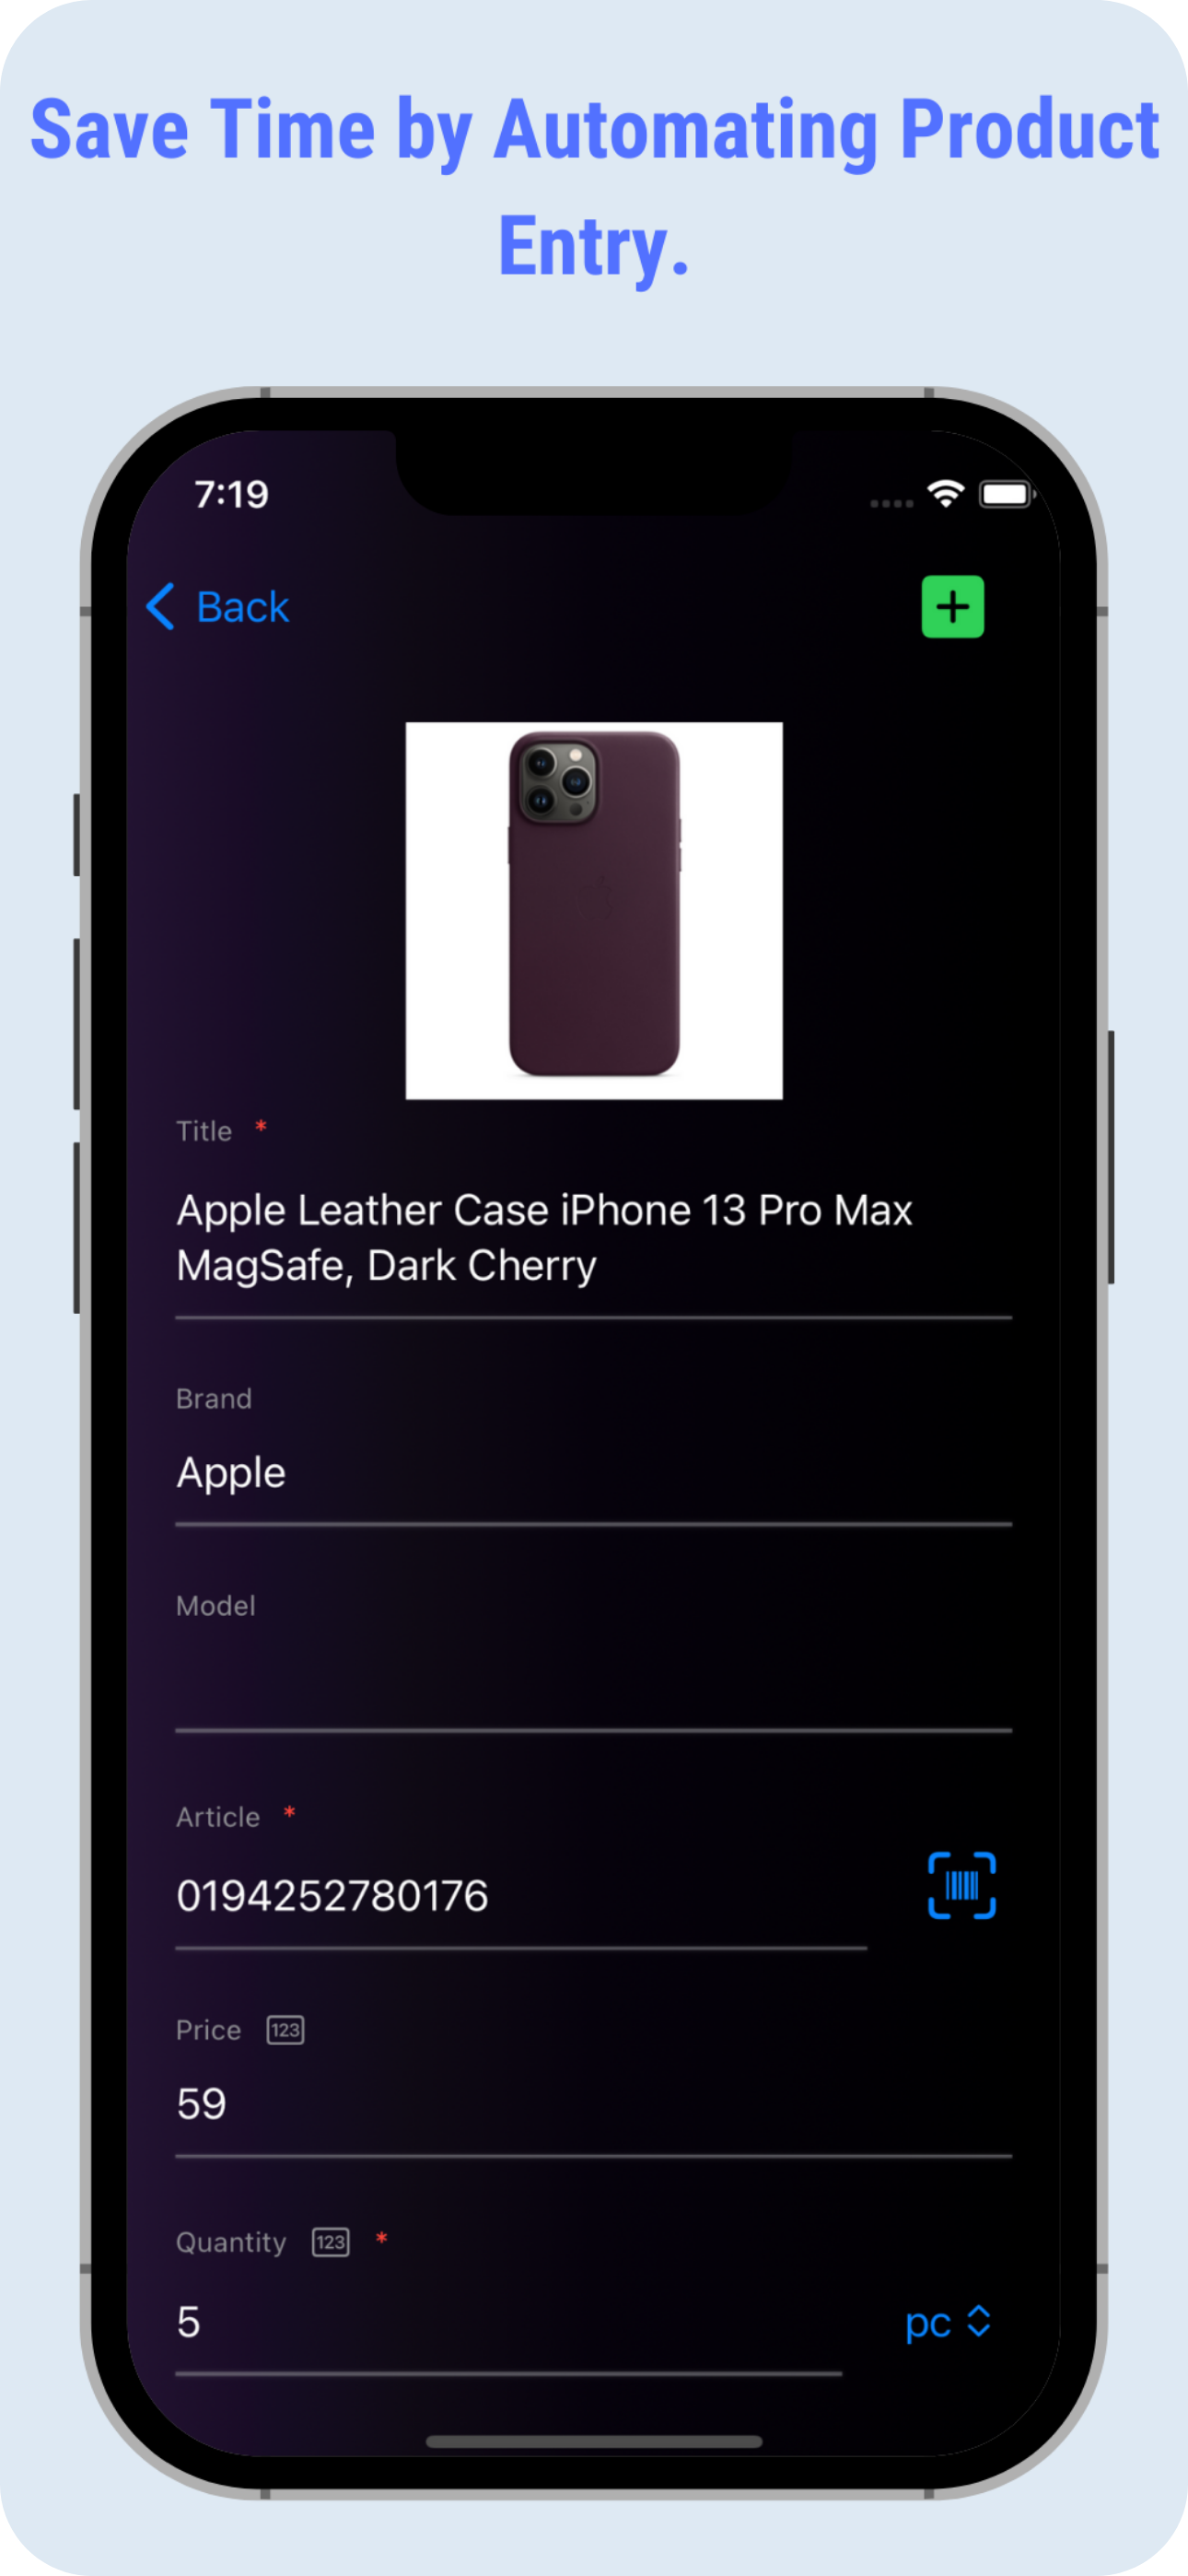 Save Time by Automating Product
Entry.
7:19
Back
Title *
Apple Leather Case iPhone 13 Pro Max
MagSafe, Dark Cherry
Brand
Apple
Model
Article *
0194252780176
Price 123
59
Quantity 123 *
5 pc